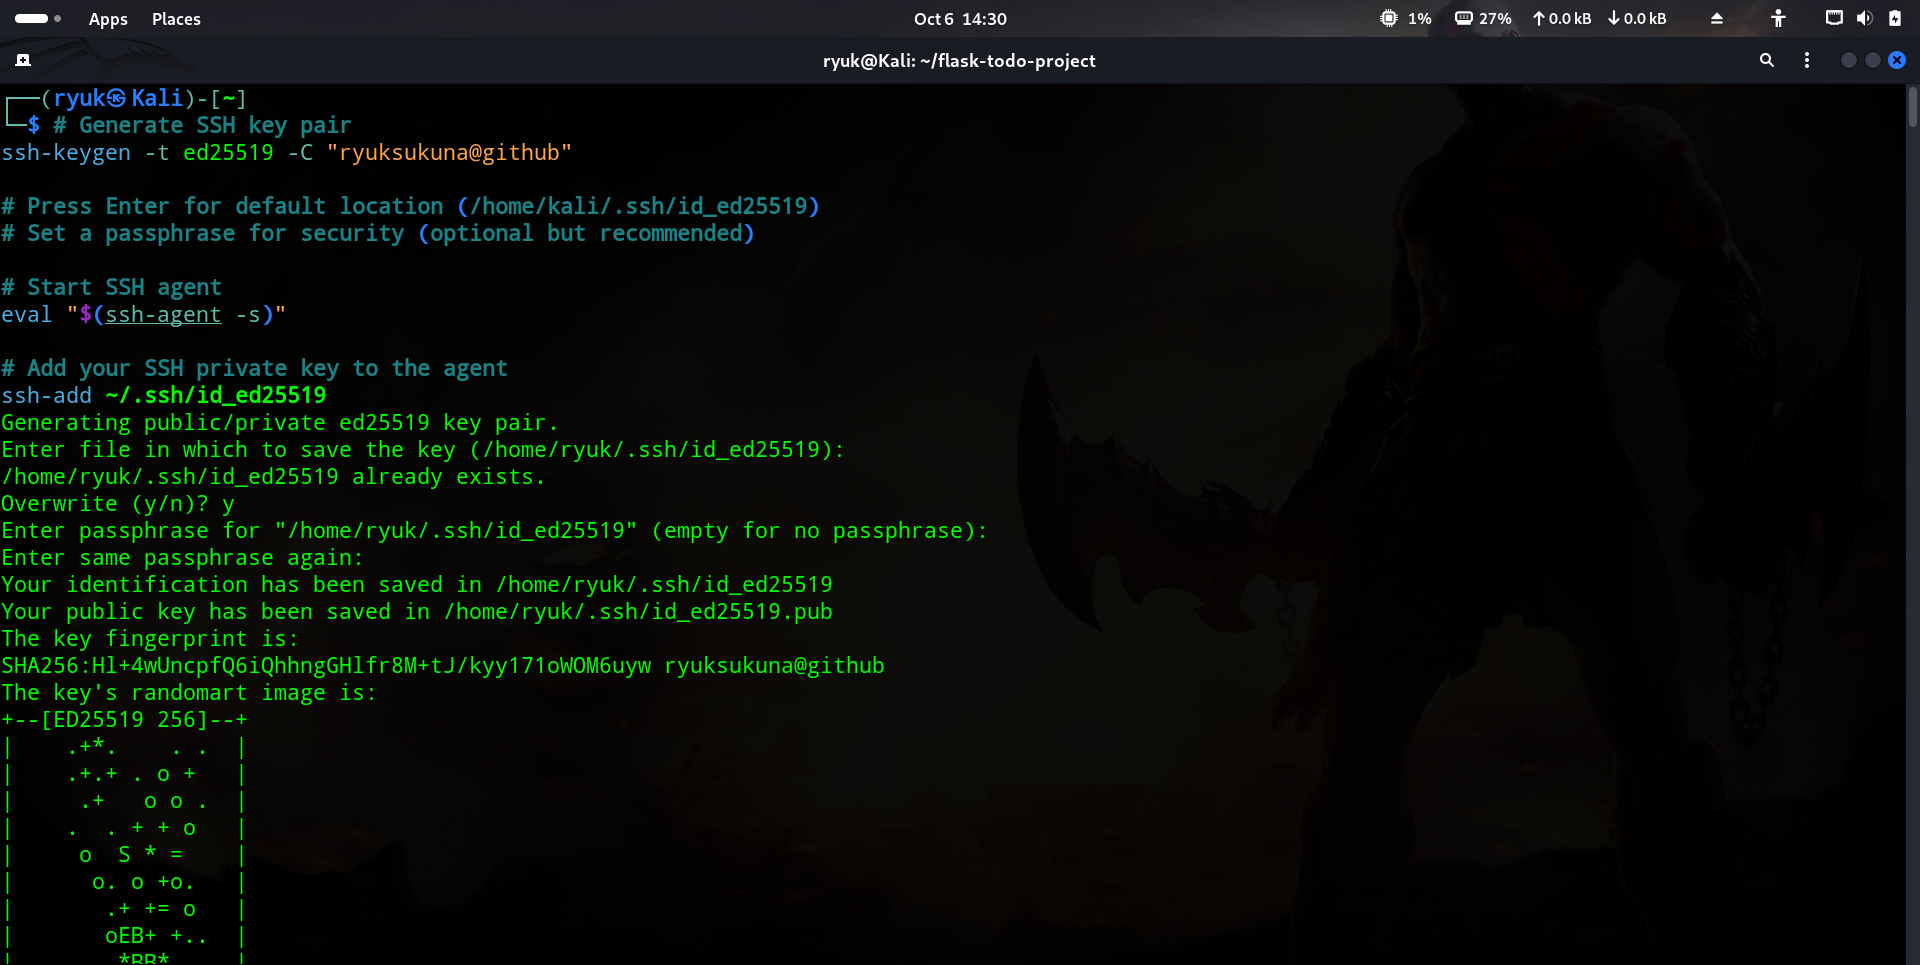 Apps Places Oct 6 14:30 1% 27% 0.0 kB 0.0 kB
ryuk@Kali: ~/flask-todo-project
┌──(ryuk㉿Kali)-[~]
└─$ # Generate SSH key pair
ssh-keygen -t ed25519 -C "ryuksukuna@github"

# Press Enter for default location (/home/kali/.ssh/id_ed25519)
# Set a passphrase for security (optional but recommended)

# Start SSH agent
eval "$(ssh-agent -s)"

# Add your SSH private key to the agent
ssh-add ~/.ssh/id_ed25519
Generating public/private ed25519 key pair.
Enter file in which to save the key (/home/ryuk/.ssh/id_ed25519):
/home/ryuk/.ssh/id_ed25519 already exists.
Overwrite (y/n)? y
Enter passphrase for "/home/ryuk/.ssh/id_ed25519" (empty for no passphrase):
Enter same passphrase again:
Your identification has been saved in /home/ryuk/.ssh/id_ed25519
Your public key has been saved in /home/ryuk/.ssh/id_ed25519.pub
The key fingerprint is:
SHA256:Hl+4wUncpfQ6iQhhngGHlfr8M+tJ/kyy171oWOM6uyw ryuksukuna@github
The key's randomart image is:
+--[ED25519 256]--+
|    .+*.    . .  |
|    .+.+ . o +   |
|     .+   o o .  |
|    .  . + + o   |
|     o  S * =    |
|      o. o +o.   |
|       .+ += o   |
|       oEB+ +..  |
|        *BB*     |